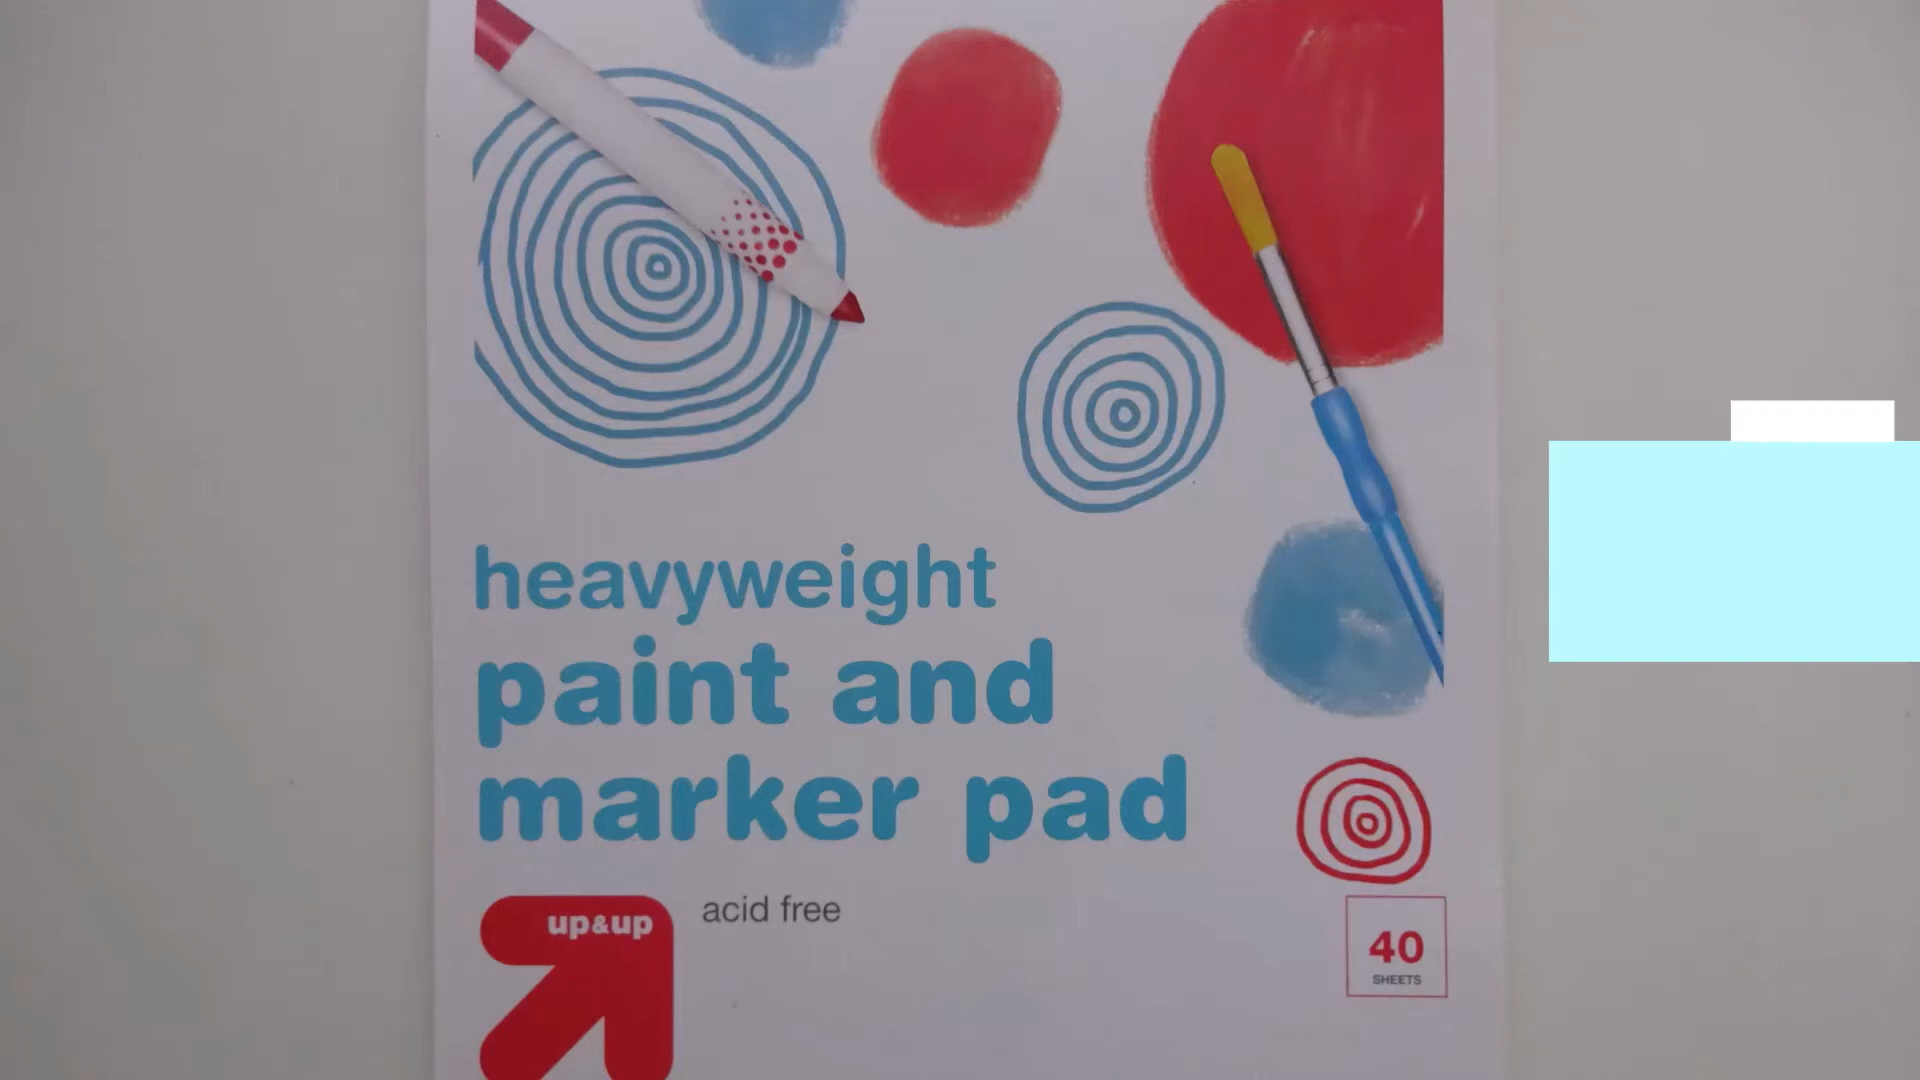 heavyweight
paint and
marker pad
up&up
acid free
40
SHEETS